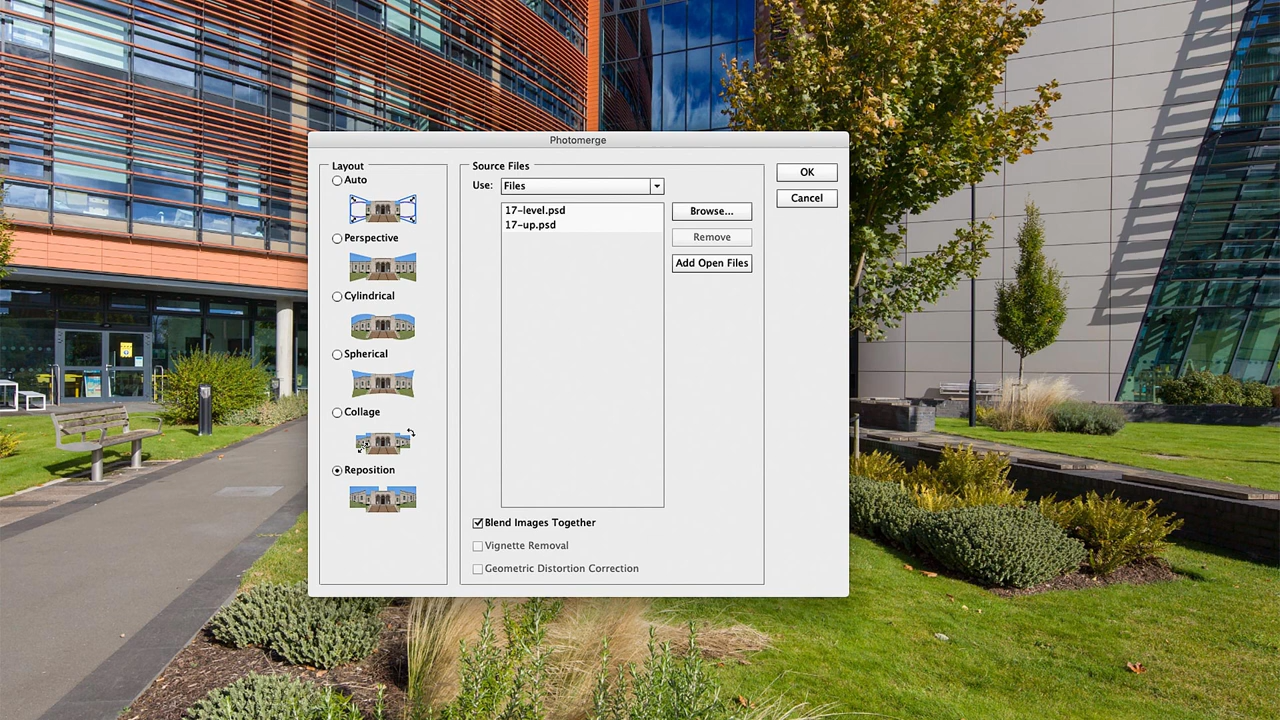 Photomerge
Layout
Auto
Perspective
Cylindrical
Spherical
Collage
Reposition
Source Files
Use: Files
17-level.psd
17-up.psd
Browse...
Remove
Add Open Files
Blend Images Together
Vignette Removal
Geometric Distortion Correction
OK
Cancel